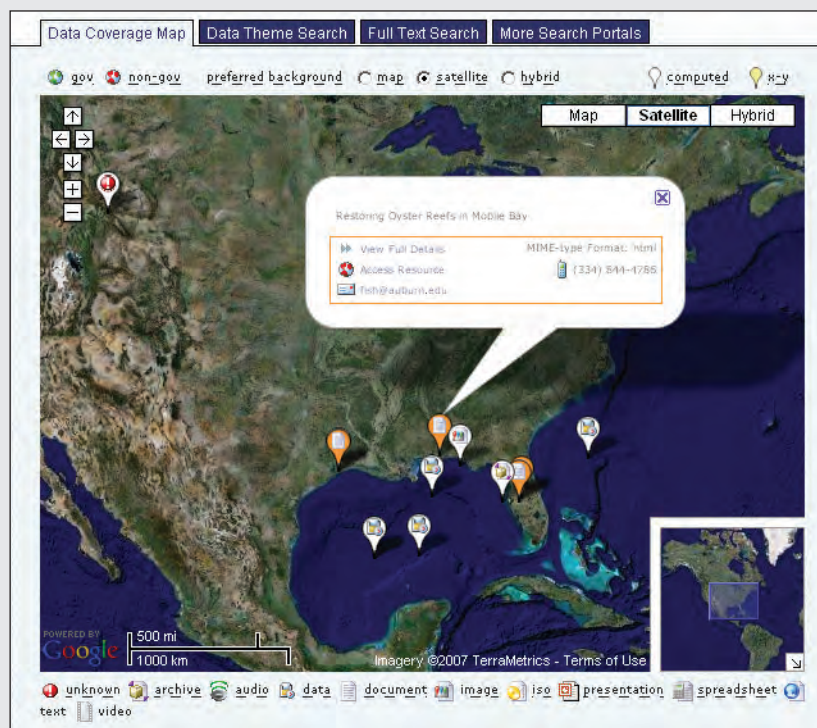 Data Coverage Map Data Theme Search Full Text Search More Search Portals
gov non-gov preferred background map satellite hybrid computed x-y
Map Satellite Hybrid
Restoring Oyster Reefs in Mobile Bay
View Full Details MIME-type Format: html
Access Resource (334) 844-4786
fish@auburn.edu
POWERED BY
Google
500 mi
1000 km
Imagery ©2007 TerraMetrics - Terms of Use
unknown archive audio data document image iso presentation spreadsheet
text video